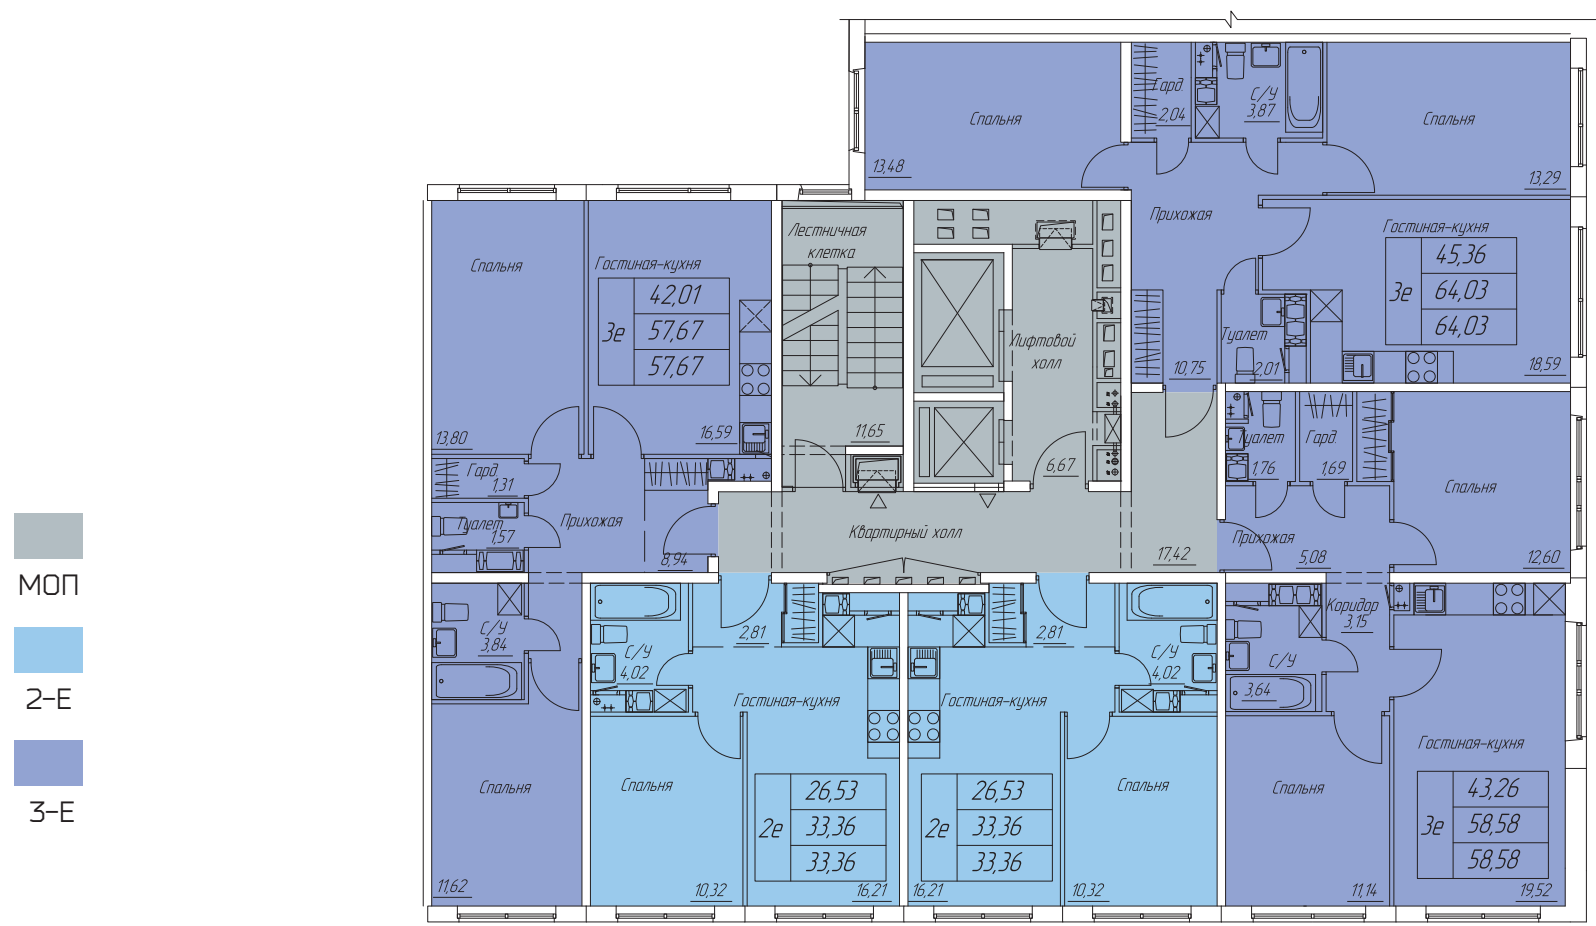 Спальня
13,48
Гард.
2,04
С/У
3,87
Спальня
13,29
Прихожая
10,75
Гостиная-кухня
3е
45,36
64,03
64,03
Туалет
2,01
18,59
Спальня
13,80
Гостиная-кухня
3е
42,01
57,67
57,67
16,59
Лестничная
клетка
11,65
Лифтовой
холл
6,67
Гард.
1,31
Туалет
1,57
Прихожая
8,94
Квартирный холл
17,42
Туалет
1,76
Гард.
1,69
Спальня
12,60
Прихожая
5,08
МОП
2-Е
3-Е
С/У
3,84
Спальня
11,62
2,81
С/У
4,02
Гостиная-кухня
Спальня
10,32
2е
26,53
33,36
33,36
16,21
2,81
С/У
4,02
Гостиная-кухня
2е
26,53
33,36
33,36
16,21
Спальня
10,32
Коридор
3,15
С/У
3,64
Гостиная-кухня
Спальня
11,14
3е
43,26
58,58
58,58
19,52